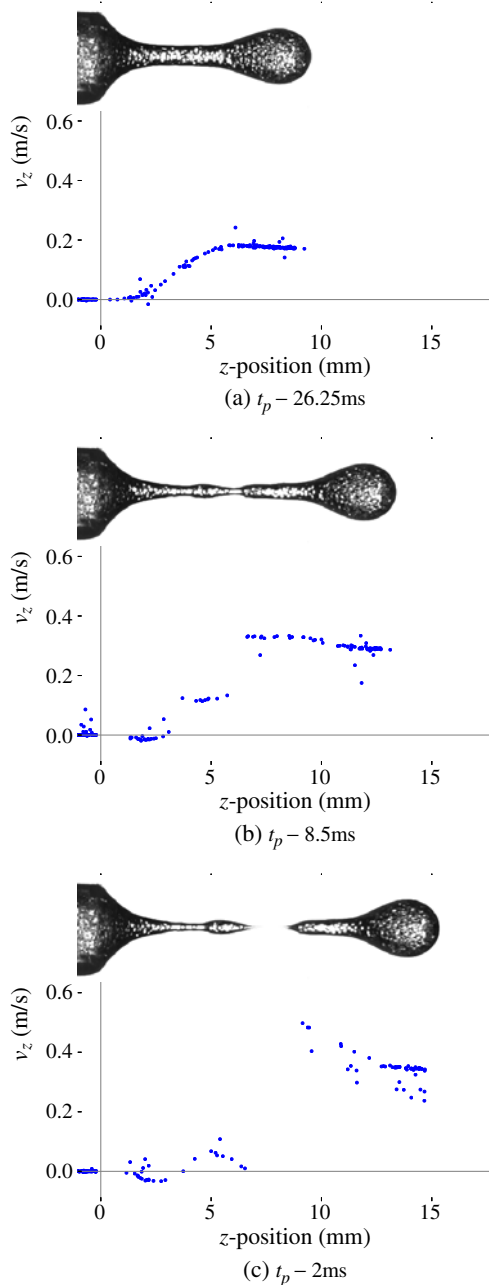 0.6
0.4
0.2
0.0
v_z (m/s)
0 5 10 15
z-position (mm)
(a) t_p – 26.25ms
0.6
0.4
0.2
0.0
v_z (m/s)
0 5 10 15
z-position (mm)
(b) t_p – 8.5ms
0.6
0.4
0.2
0.0
v_z (m/s)
0 5 10 15
z-position (mm)
(c) t_p – 2ms